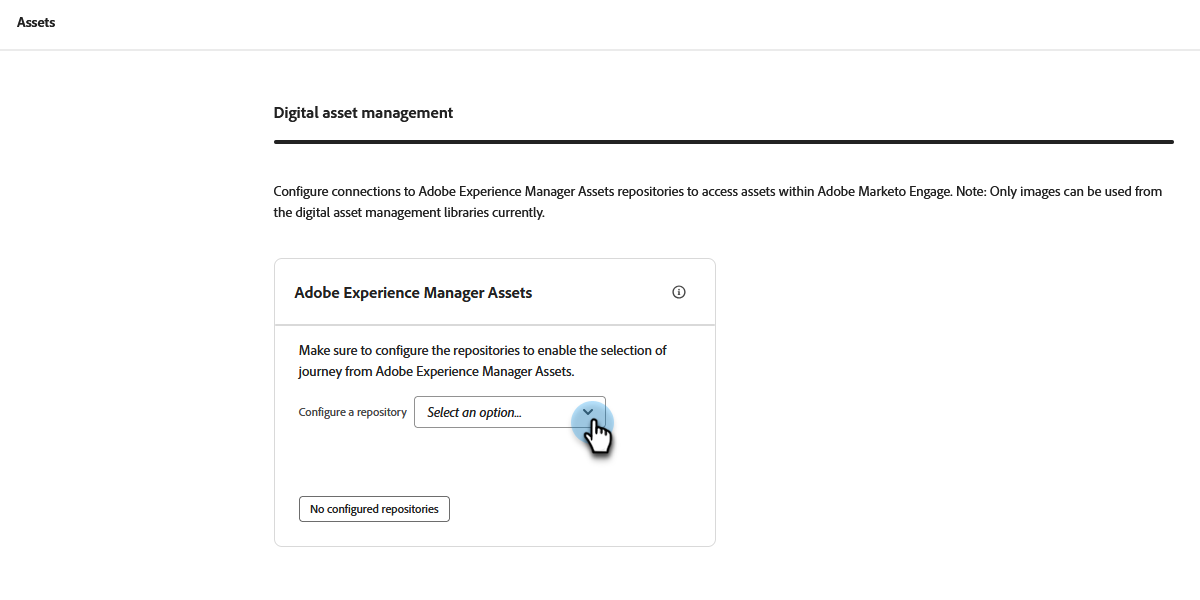 Assets
Digital asset management
Configure connections to Adobe Experience Manager Assets repositories to access assets within Adobe Marketo Engage. Note: Only images can be used from
the digital asset management libraries currently.
Adobe Experience Manager Assets
Make sure to configure the repositories to enable the selection of
journey from Adobe Experience Manager Assets.
Configure a repository Select an option...
No configured repositories